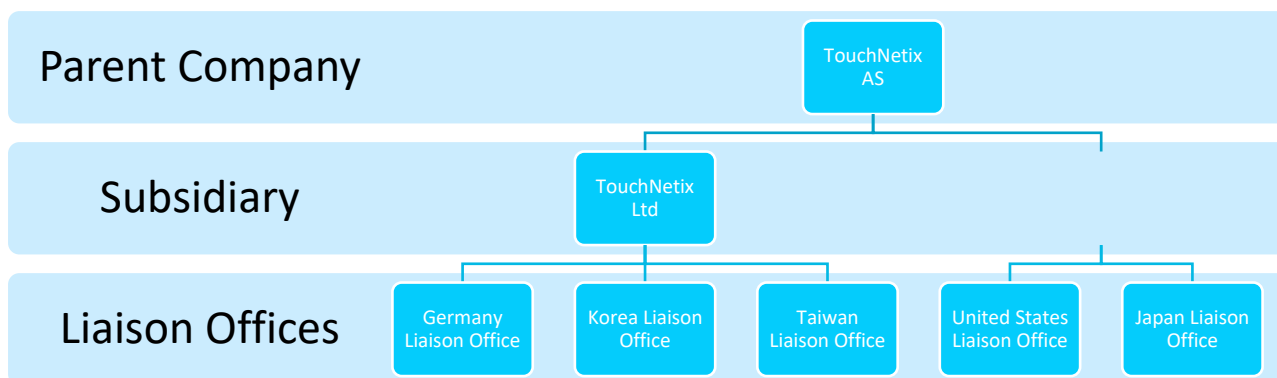 Parent Company
TouchNetix
AS
Subsidiary
TouchNetix
Ltd
Liaison Offices
Germany
Liaison Office
Korea Liaison
Office
Taiwan
Liaison Office
United States
Liaison Office
Japan Liaison
Office